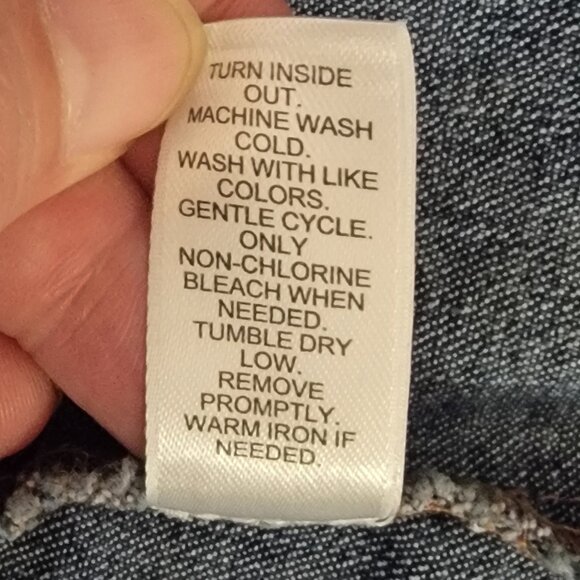 TURN INSIDE
OUT.
MACHINE WASH
COLD.
WASH WITH LIKE
COLORS.
GENTLE CYCLE.
ONLY
NON-CHLORINE
BLEACH WHEN
NEEDED.
TUMBLE DRY
LOW.
REMOVE
PROMPTLY.
WARM IRON IF
NEEDED.